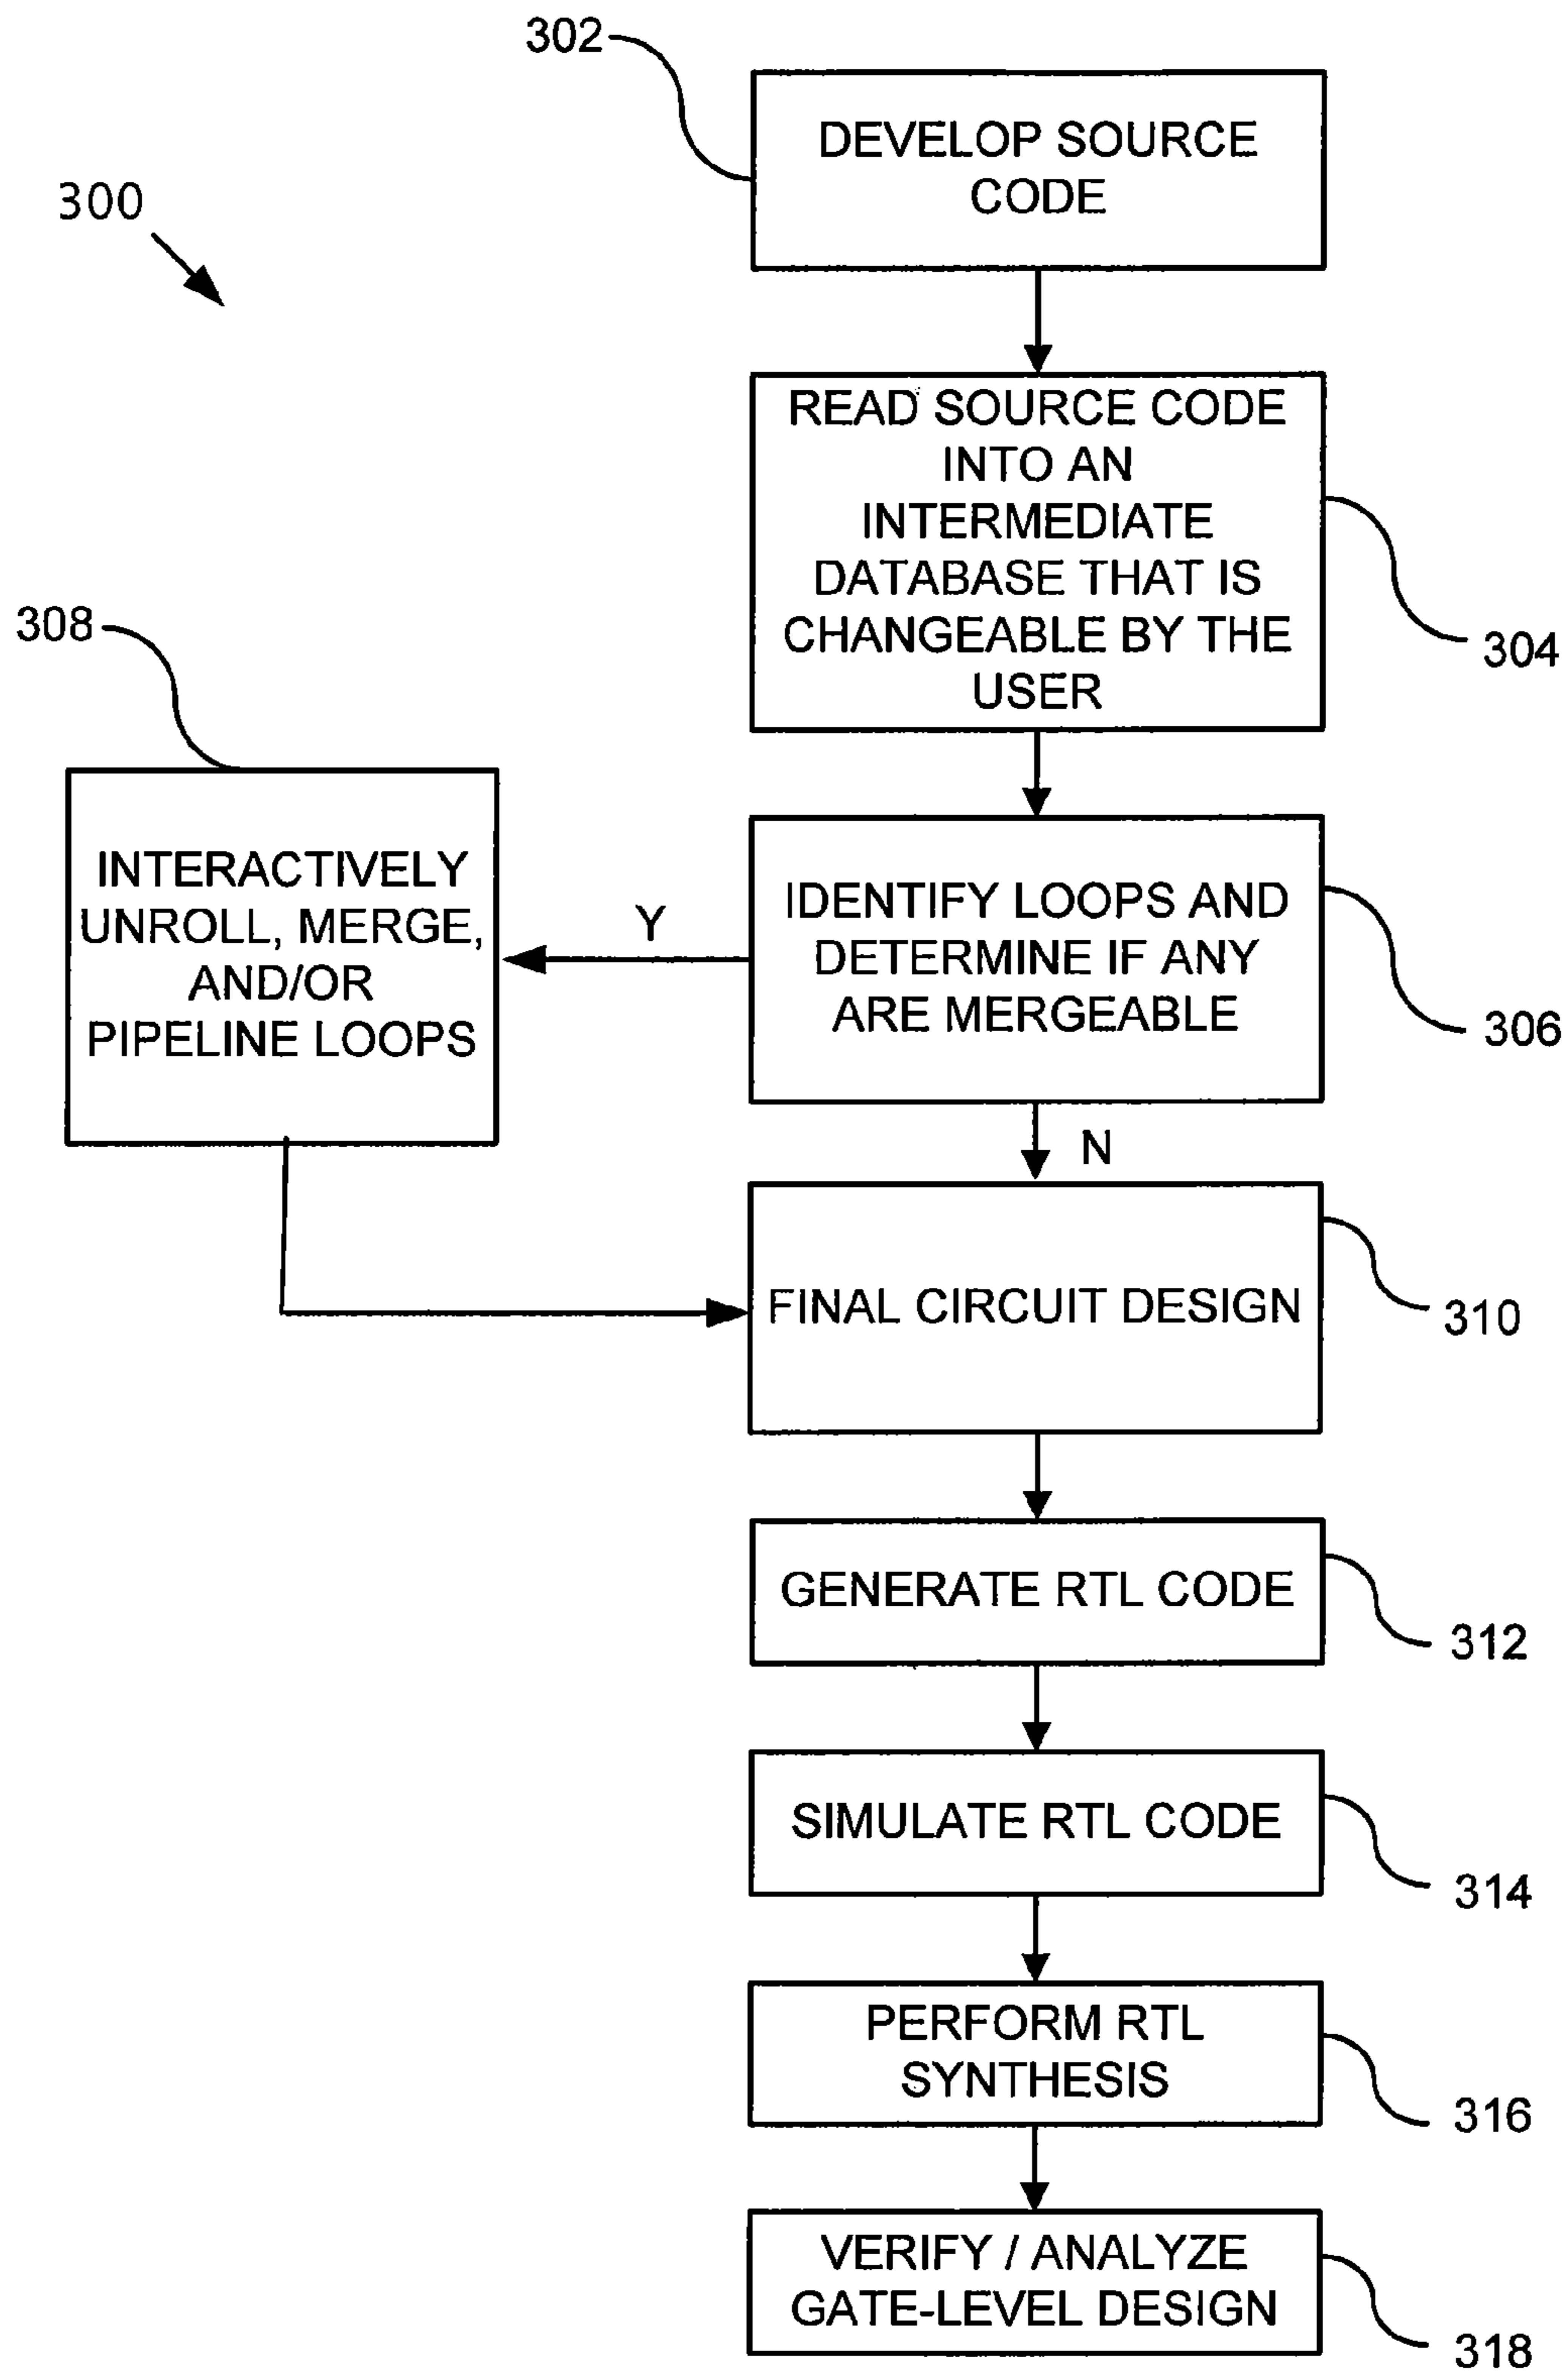 302
DEVELOP SOURCE
CODE
300
READ SOURCE CODE
INTO AN
INTERMEDIATE
DATABASE THAT IS
CHANGEABLE BY THE
USER
304
308
INTERACTIVELY
UNROLL, MERGE,
AND/OR
PIPELINE LOOPS
Y
IDENTIFY LOOPS AND
DETERMINE IF ANY
ARE MERGEABLE
306
N
FINAL CIRCUIT DESIGN
310
GENERATE RTL CODE
312
SIMULATE RTL CODE
314
PERFORM RTL
SYNTHESIS
316
VERIFY / ANALYZE
GATE-LEVEL DESIGN
318